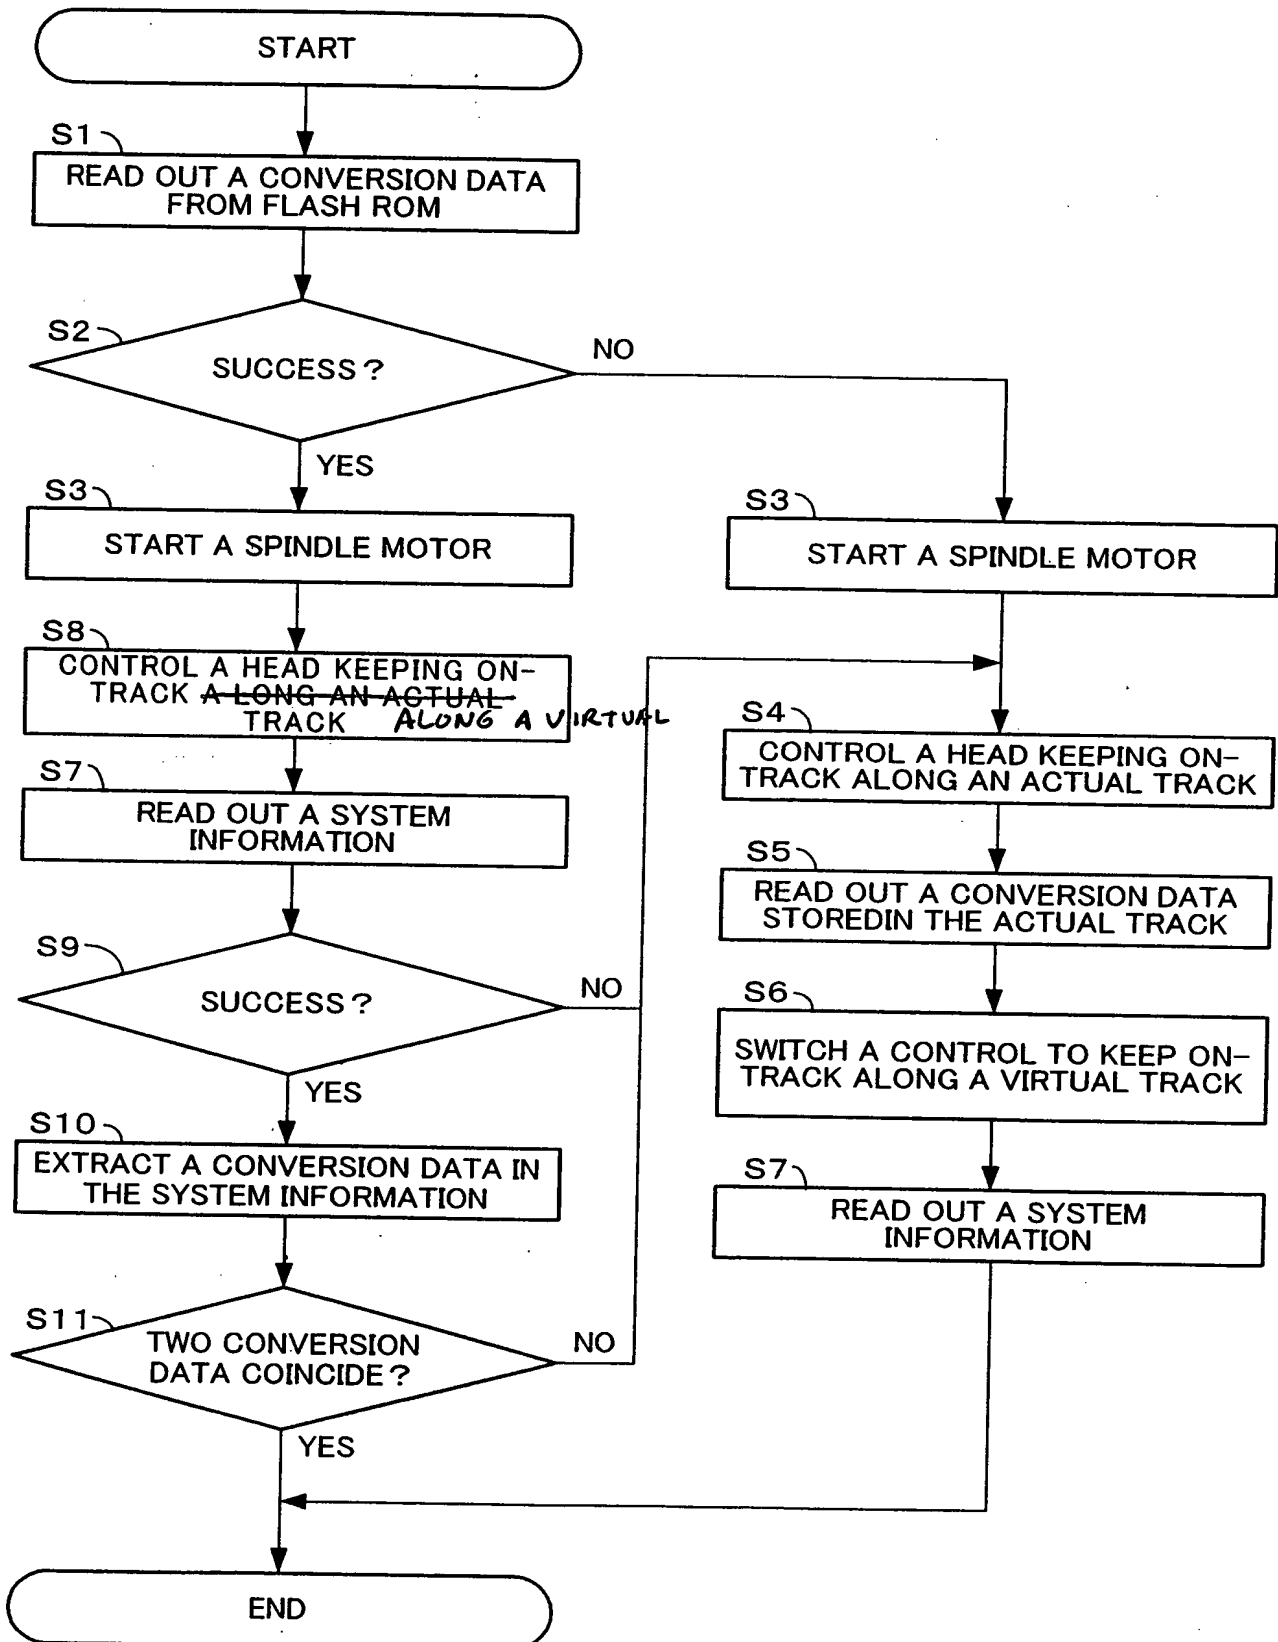 START
S1
READ OUT A CONVERSION DATA
FROM FLASH ROM
S2
SUCCESS?
NO
YES
S3
START A SPINDLE MOTOR
S3
START A SPINDLE MOTOR
S8
CONTROL A HEAD KEEPING ON-
TRACK A LONG AN ACTUAL
TRACK ALONG A VIRTUAL
S4
CONTROL A HEAD KEEPING ON-
TRACK ALONG AN ACTUAL TRACK
S7
READ OUT A SYSTEM
INFORMATION
S5
READ OUT A CONVERSION DATA
STOREDIN THE ACTUAL TRACK
S9
SUCCESS?
NO
YES
S6
SWITCH A CONTROL TO KEEP ON-
TRACK ALONG A VIRTUAL TRACK
S10
EXTRACT A CONVERSION DATA IN
THE SYSTEM INFORMATION
S7
READ OUT A SYSTEM
INFORMATION
S11
TWO CONVERSION
DATA COINCIDE?
NO
YES
END